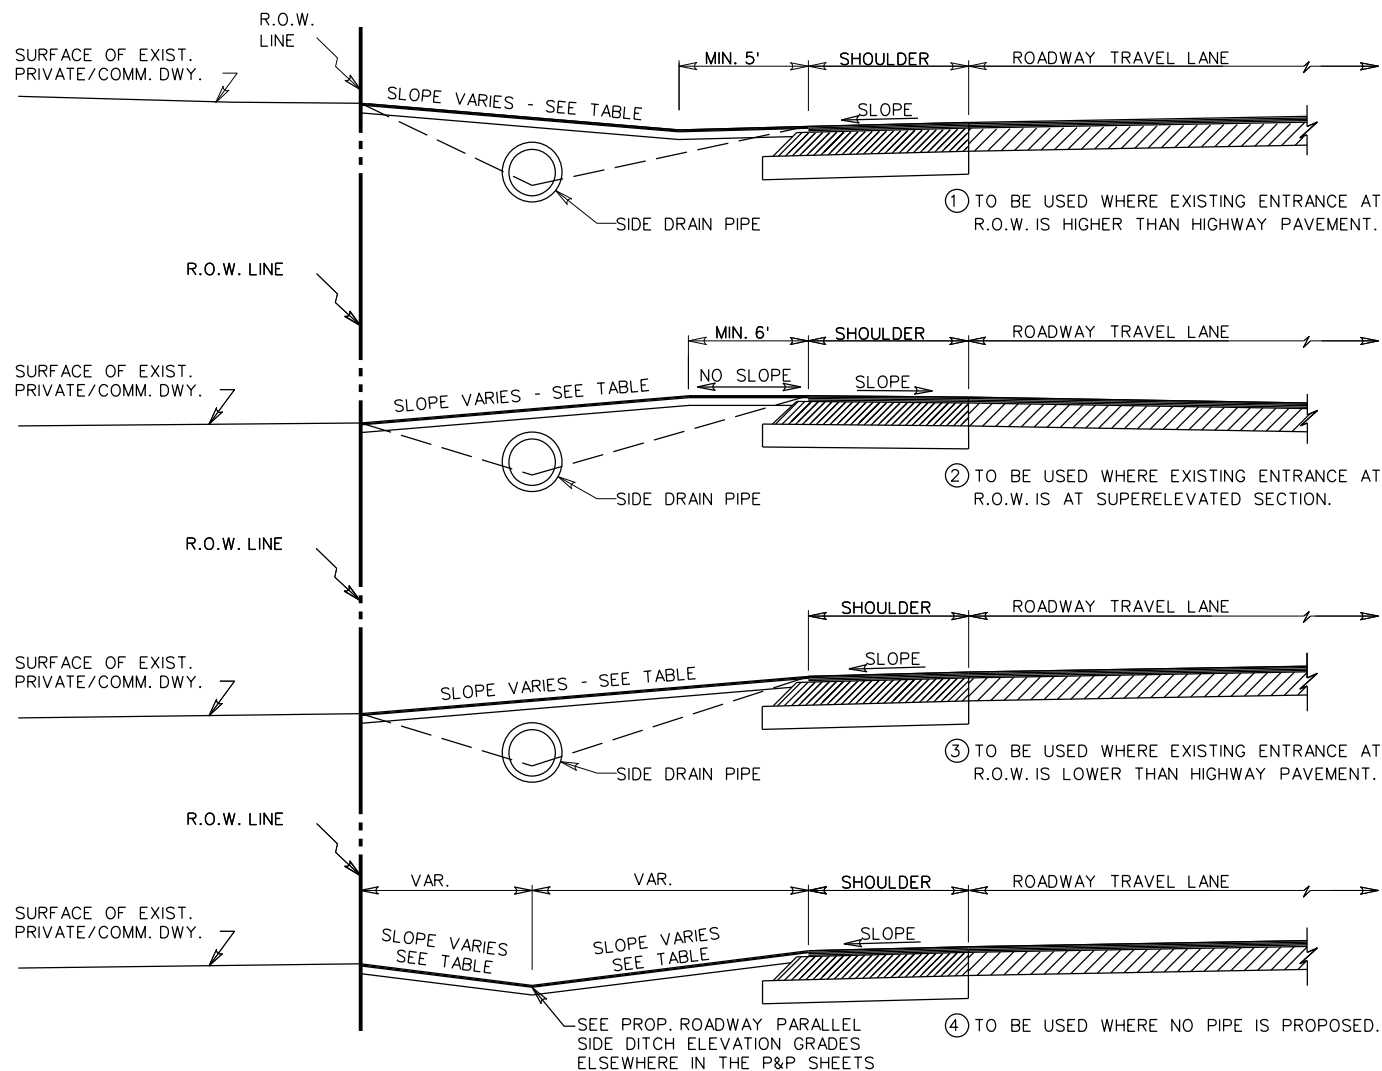 R.O.W.
LINE
SURFACE OF EXIST.
PRIVATE/COMM. DWY.
SLOPE VARIES - SEE TABLE
MIN. 5'
SHOULDER
ROADWAY TRAVEL LANE
SLOPE
SIDE DRAIN PIPE
1 TO BE USED WHERE EXISTING ENTRANCE AT
R.O.W. IS HIGHER THAN HIGHWAY PAVEMENT.
R.O.W. LINE
SURFACE OF EXIST.
PRIVATE/COMM. DWY.
SLOPE VARIES - SEE TABLE
MIN. 6'
SHOULDER
ROADWAY TRAVEL LANE
NO SLOPE
SLOPE
SIDE DRAIN PIPE
2 TO BE USED WHERE EXISTING ENTRANCE AT
R.O.W. IS AT SUPERELEVATED SECTION.
R.O.W. LINE
SURFACE OF EXIST.
PRIVATE/COMM. DWY.
SLOPE VARIES - SEE TABLE
SHOULDER
ROADWAY TRAVEL LANE
SLOPE
SIDE DRAIN PIPE
3 TO BE USED WHERE EXISTING ENTRANCE AT
R.O.W. IS LOWER THAN HIGHWAY PAVEMENT.
R.O.W. LINE
SURFACE OF EXIST.
PRIVATE/COMM. DWY.
VAR.
VAR.
SHOULDER
ROADWAY TRAVEL LANE
SLOPE VARIES
SEE TABLE
SLOPE VARIES
SEE TABLE
SLOPE
SEE PROP. ROADWAY PARALLEL
SIDE DITCH ELEVATION GRADES
ELSEWHERE IN THE P&P SHEETS
4 TO BE USED WHERE NO PIPE IS PROPOSED.